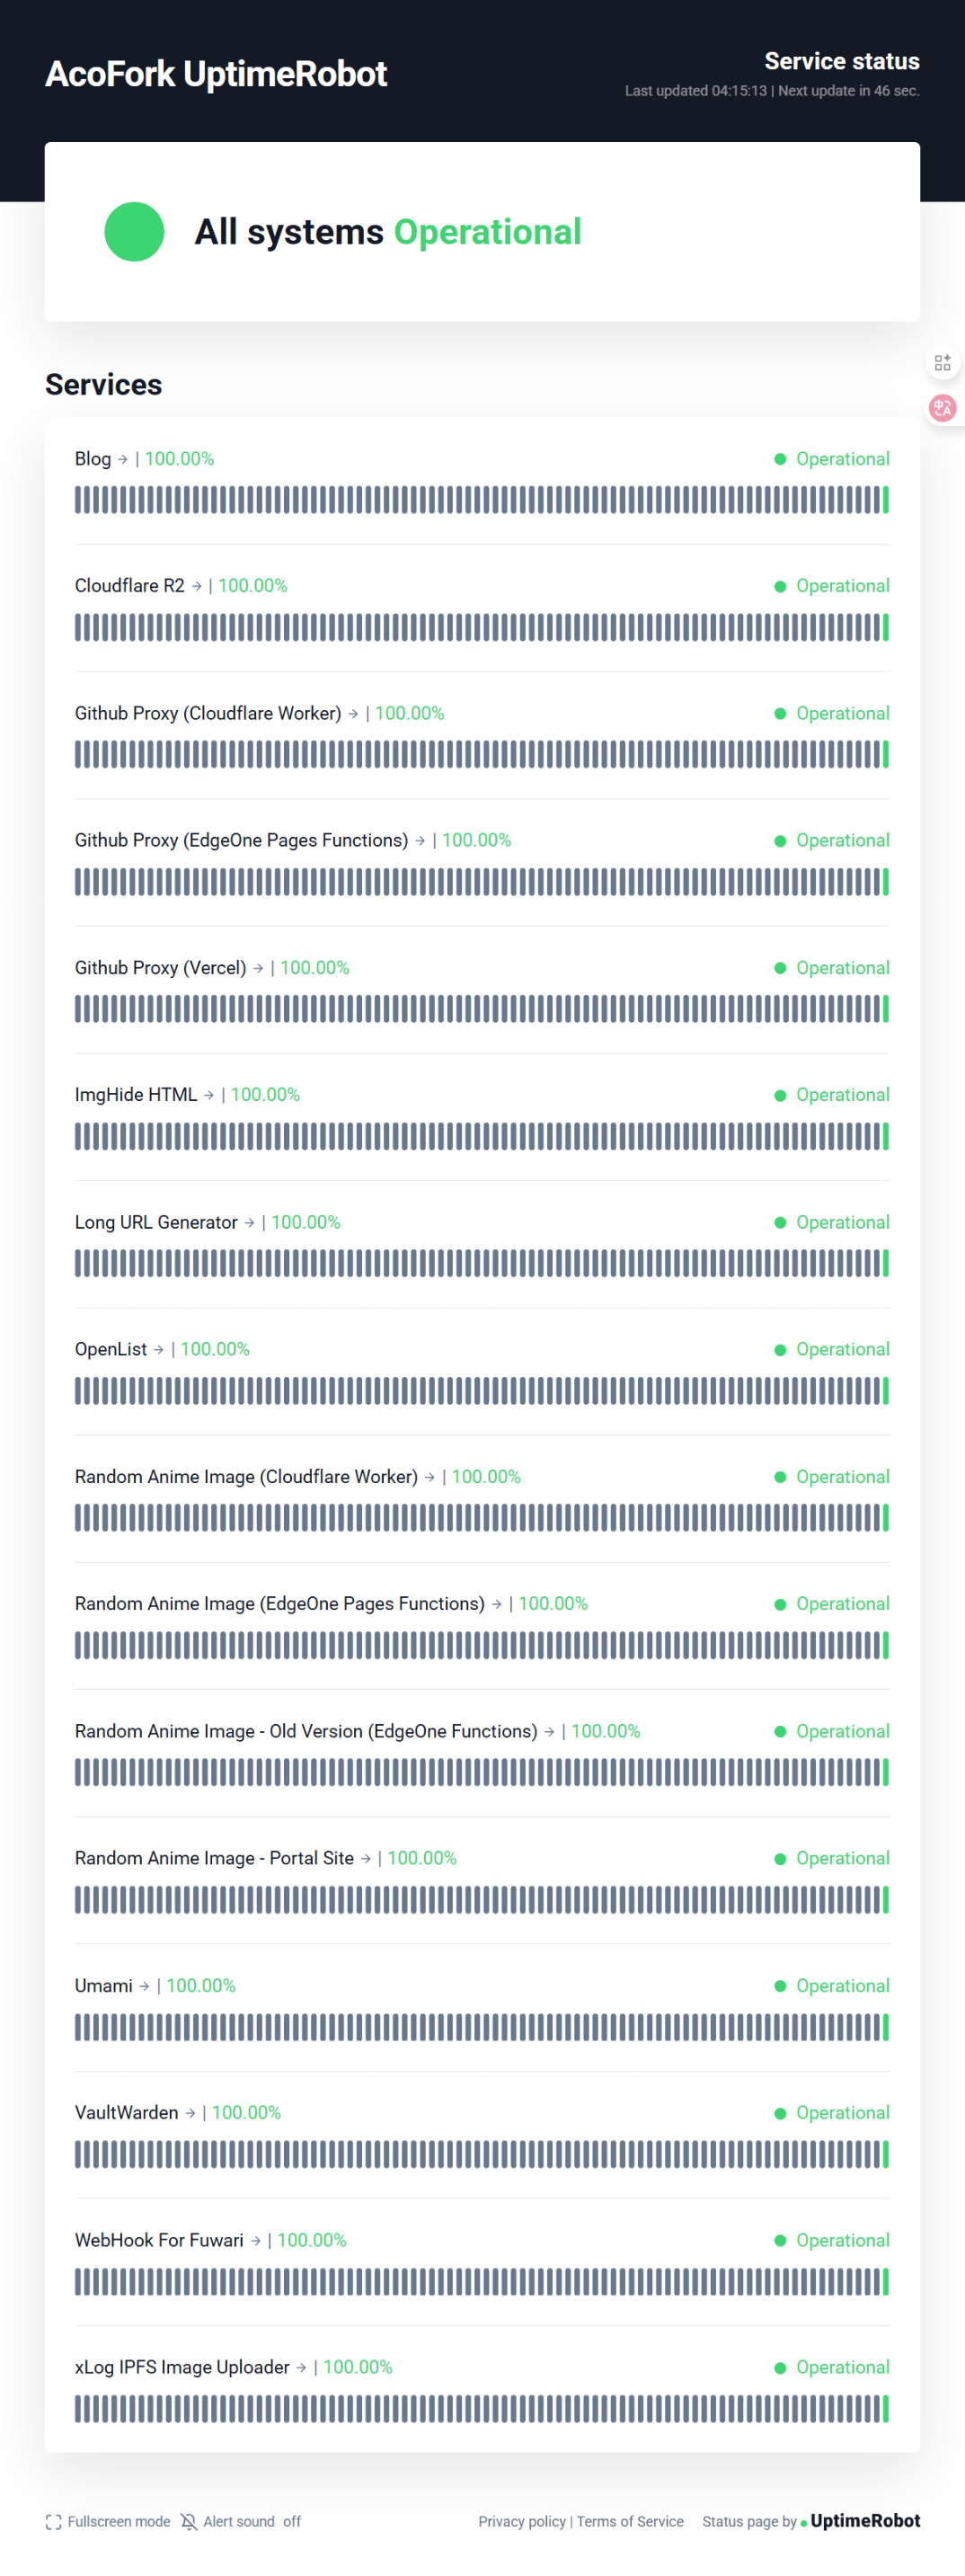 AcoFork UptimeRobot
Service status
Last updated 04:15:13 | Next update in 46 sec.
All systems Operational
Services
Blog → | 100.00% Operational
Cloudflare R2 → | 100.00% Operational
Github Proxy (Cloudflare Worker) → | 100.00% Operational
Github Proxy (EdgeOne Pages Functions) → | 100.00% Operational
Github Proxy (Vercel) → | 100.00% Operational
ImgHide HTML → | 100.00% Operational
Long URL Generator → | 100.00% Operational
OpenList → | 100.00% Operational
Random Anime Image (Cloudflare Worker) → | 100.00% Operational
Random Anime Image (EdgeOne Pages Functions) → | 100.00% Operational
Random Anime Image - Old Version (EdgeOne Functions) → | 100.00% Operational
Random Anime Image - Portal Site → | 100.00% Operational
Umami → | 100.00% Operational
VaultWarden → | 100.00% Operational
WebHook For Fuwari → | 100.00% Operational
xLog IPFS Image Uploader → | 100.00% Operational
Fullscreen mode Alert sound off Privacy policy | Terms of Service Status page by UptimeRobot
中A